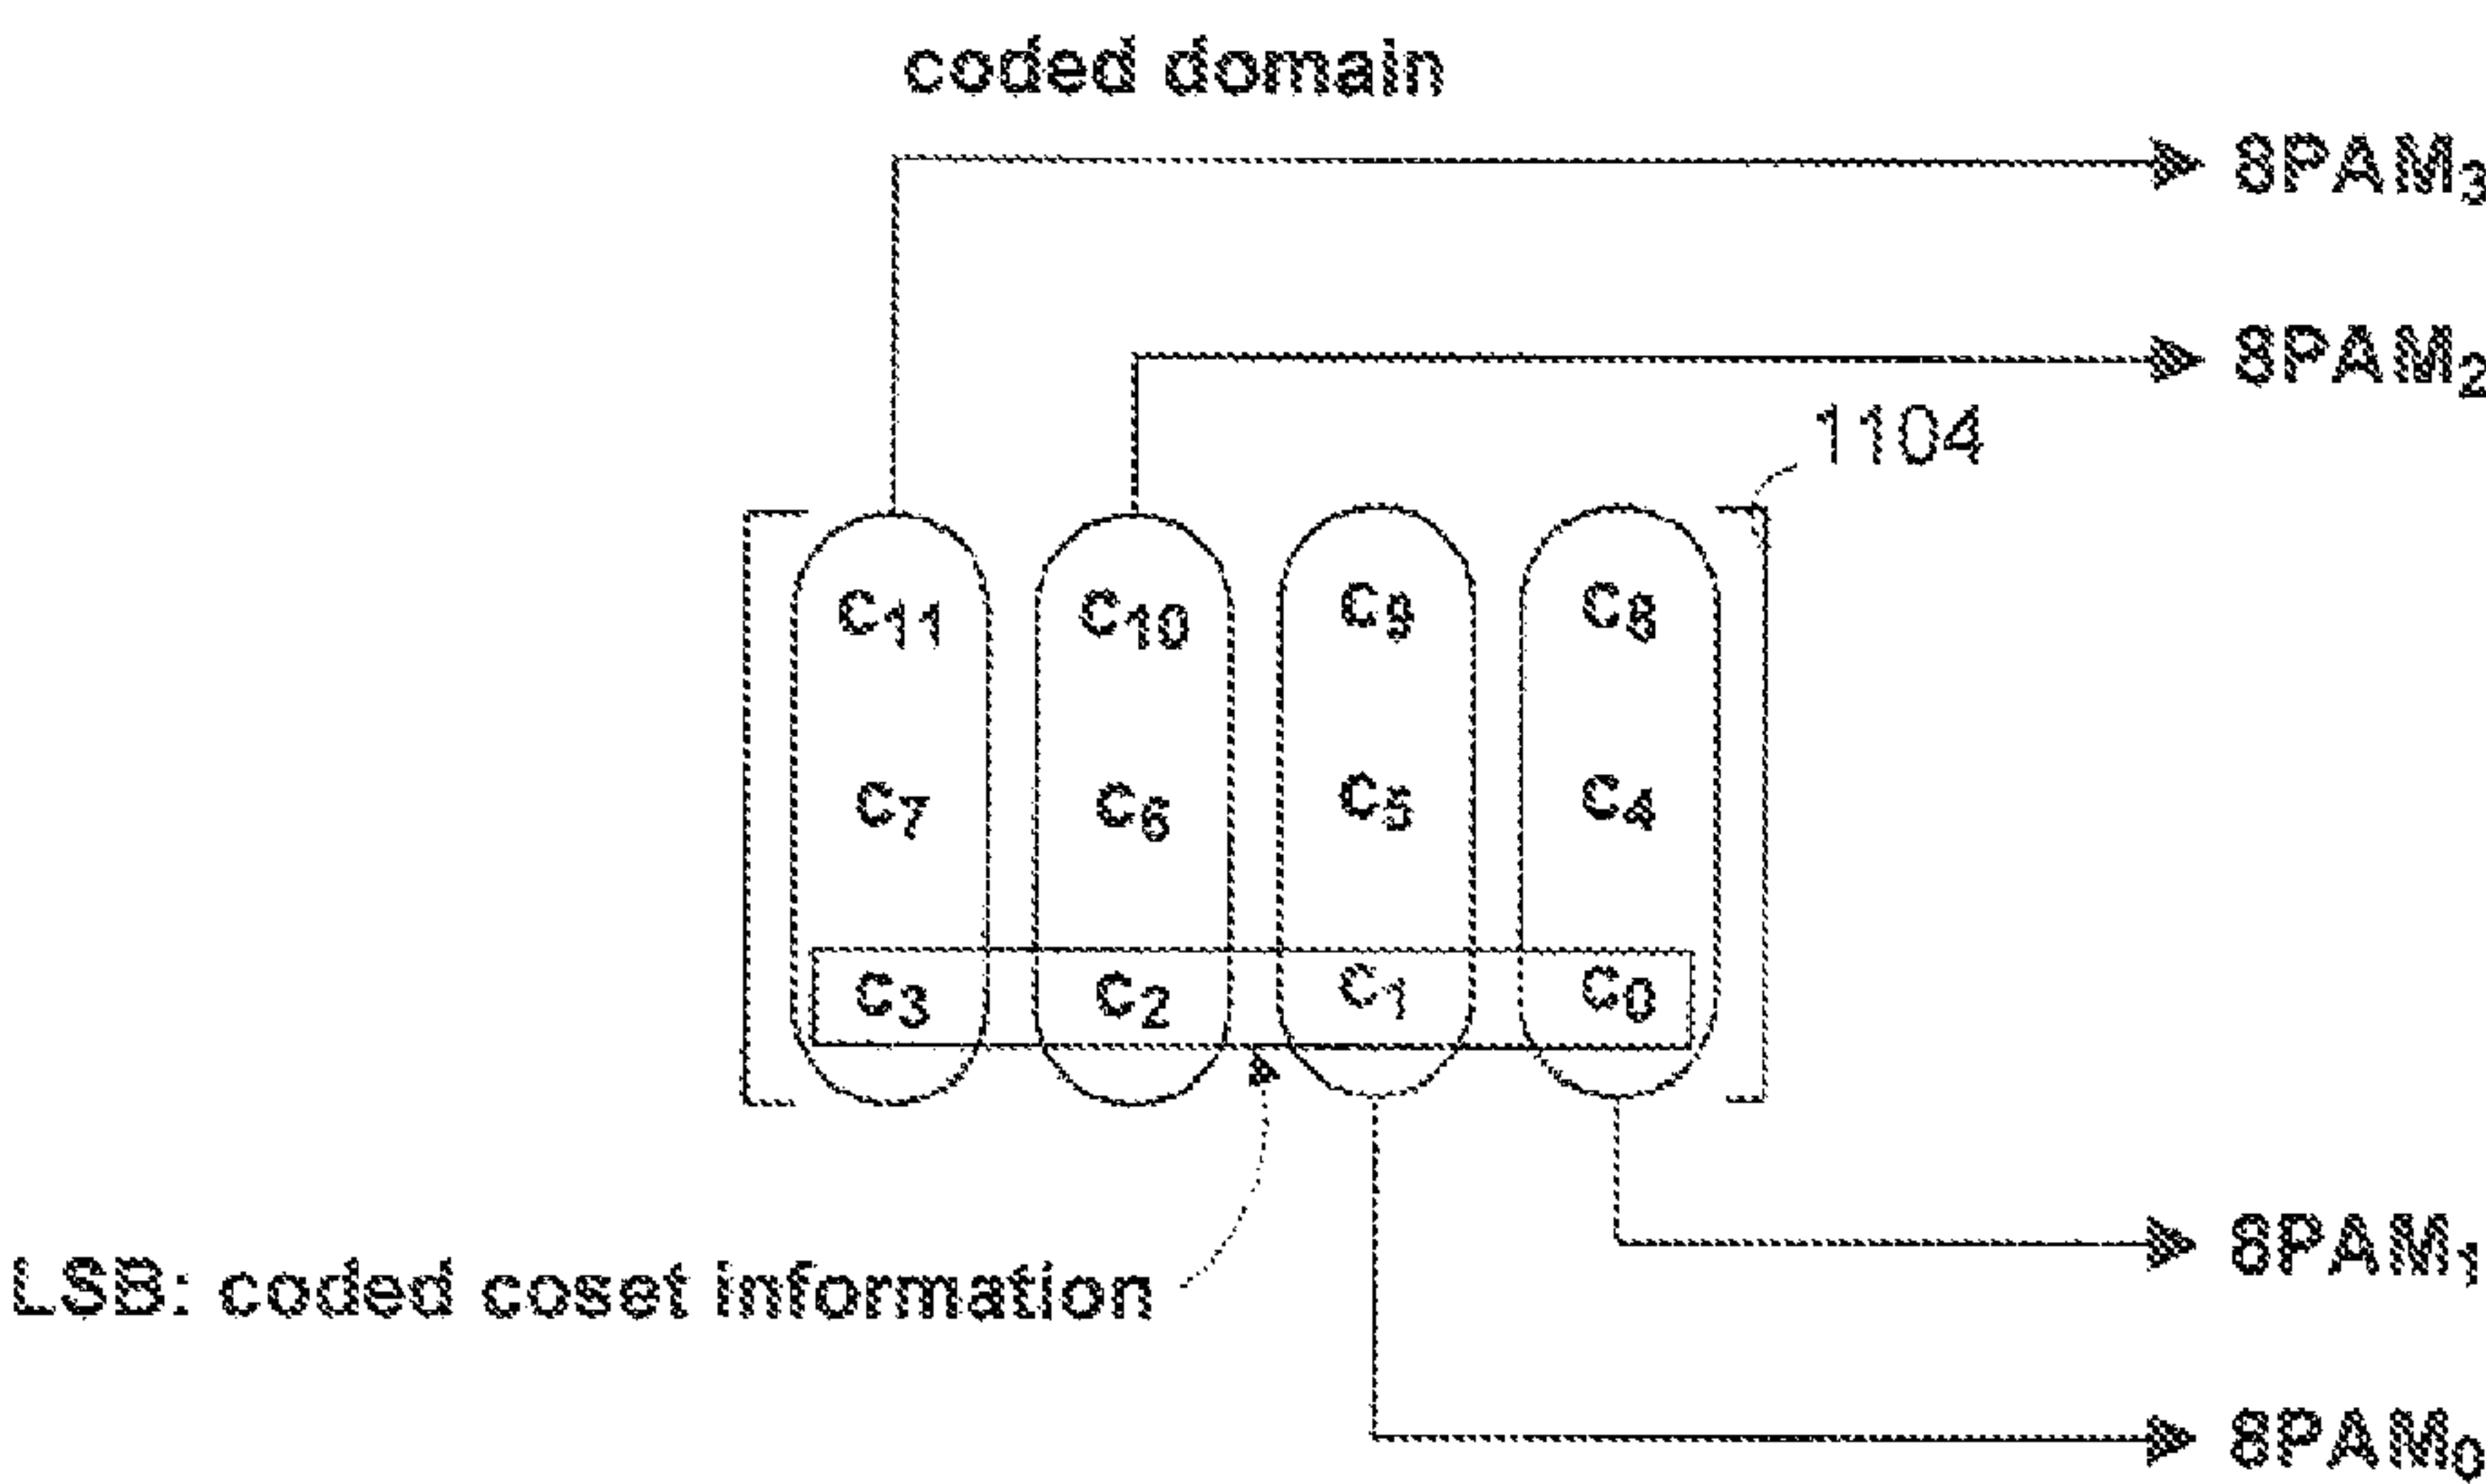 coded domain
8PAM₃
8PAM₂
1104
c₁₁ c₁₀ c₉ c₈
c₇ c₆ c₅ c₄
c₃ c₂ c₁ c₀
8PAM₁
LSB: coded coset information
8PAM₀